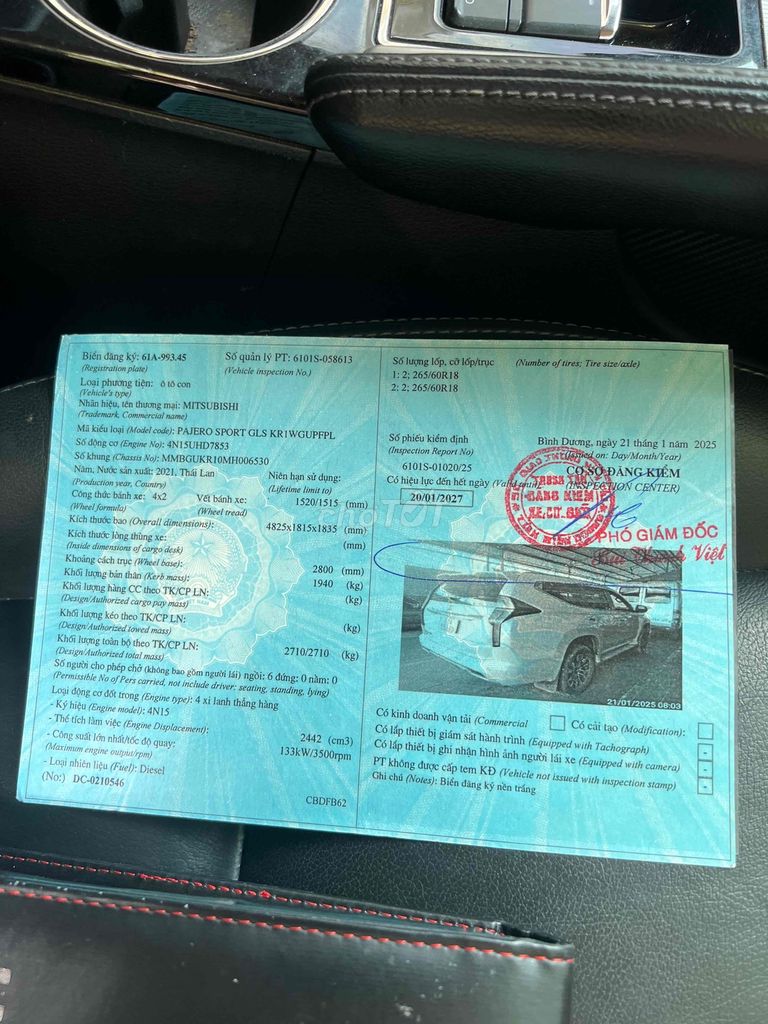 Biển đăng ký: 61A-993.45
Số quản lý PT: 6101S-058613
(Registration plate)
(Vehicle inspection No.)
Loại phương tiện: ô tô con
(Vehicle's type)
Nhãn hiệu, tên thương mại: MITSUBISHI
(Trademark, Commercial name)
Mã kiểu loại (Model code): PAJERO SPORT GLS KR1WGUPFPL
Số động cơ (Engine No): 4N15UHD7853
Số khung (Chassis No): MMBGUKR10MH006530
Năm, Nước sản xuất: 2021, Thái Lan
Niên hạn sử dụng:
(Production year, Country)
(Lifetime limit to)
Công thức bánh xe: 4x2
Vết bánh xe: 1520/1515 (mm)
(Wheel formula)
(Wheel tread)
Kích thước bao (Overall dimensions): 4825x1815x1835 (mm)
Kích thước lòng thùng xe: (mm)
(Inside dimensions of cargo desk)
Khoảng cách trục (Wheel base): 2800 (mm)
Khối lượng bản thân (Kerb mass): 1940 (kg)
Khối lượng hàng CC theo TK/CP LN: (kg)
(Design/Authorized cargo pay mass)
Khối lượng kéo theo TK/CP LN: (kg)
(Design/Authorized towed mass)
Khối lượng toàn bộ theo TK/CP LN: 2710/2710 (kg)
(Design/Authorized total mass)
Số người cho phép chở (không bao gồm người lái) ngồi: 6 đứng: 0 nằm: 0
(Permissible No of Pers carried, not include driver: seating, standing, lying)
Loại động cơ đốt trong (Engine type): 4 xi lanh thẳng hàng
- Ký hiệu (Engine model): 4N15
- Thể tích làm việc (Engine Displacement): 2442 (cm3)
- Công suất lớn nhất/tốc độ quay: 133kW/3500rpm
(Maximum engine output/rpm)
- Loại nhiên liệu (Fuel): Diesel
(No:) DC-0210546
CBDFB62
Số lượng lốp, cỡ lốp/trục (Number of tires; Tire size/axle)
1: 2; 265/60R18
2: 2; 265/60R18
Số phiếu kiểm định
(Inspection Report No)
6101S-01020/25
Có hiệu lực đến hết ngày (Valid until)
20/01/2027
Bình Dương, ngày 21 tháng 1 năm 2025
(Issued on: Day/Month/Year)
CƠ SỞ ĐĂNG KIỂM
(INSPECTION CENTER)
TRUNG TÂM
ĐĂNG KIỂM
XE CƠ GIỚI
PHÓ GIÁM ĐỐC
Việt
21/01/2025 08:03
Có kinh doanh vận tải (Commercial
Có cải tạo (Modification):
Có lắp thiết bị giám sát hành trình (Equipped with Tachograph)
Có lắp thiết bị ghi nhận hình ảnh người lái xe (Equipped with camera)
PT không được cấp tem KĐ (Vehicle not issued with inspection stamp)
Ghi chú (Notes): Biển đăng ký nền trắng